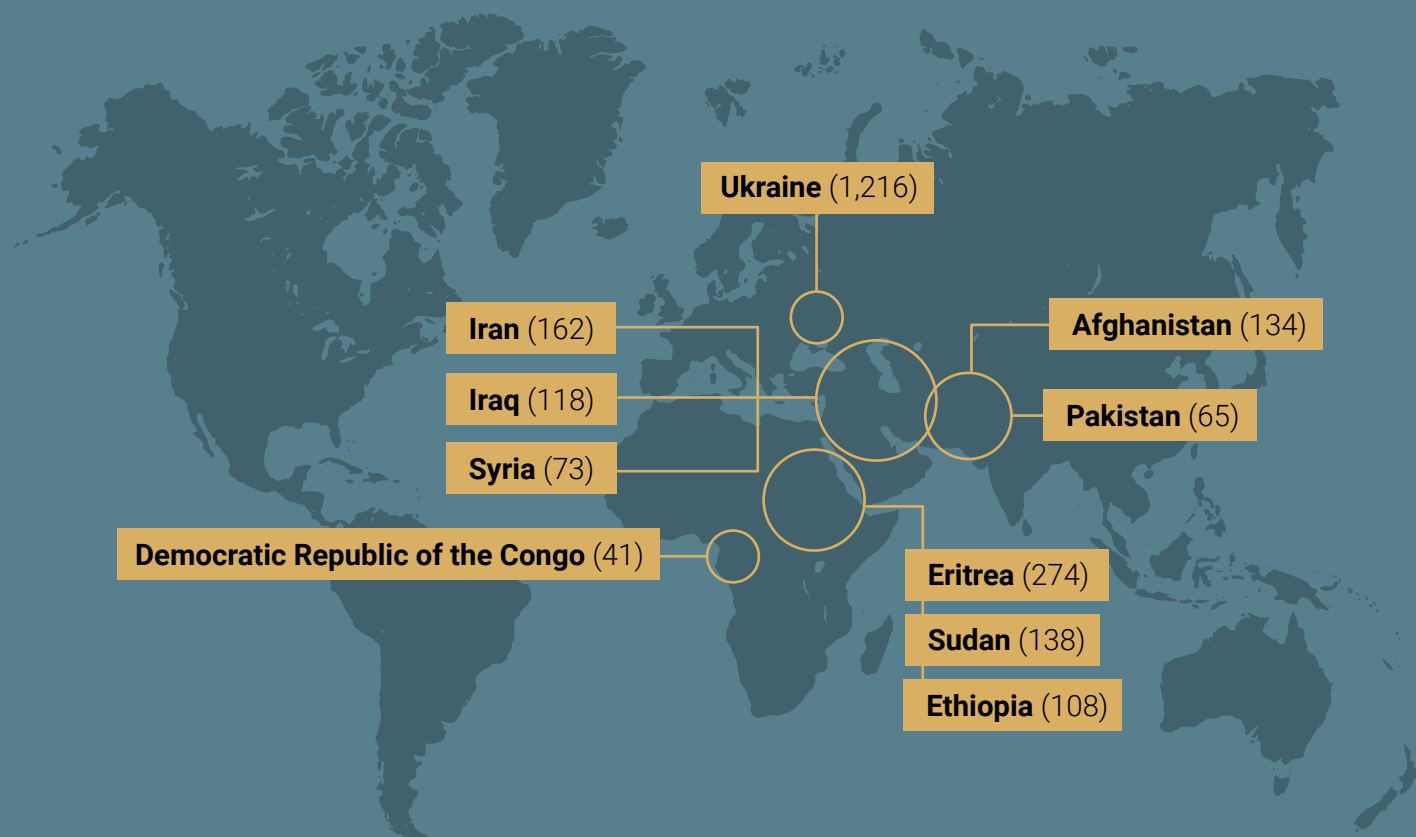 Ukraine (1,216)
Iran (162)
Afghanistan (134)
Iraq (118)
Pakistan (65)
Syria (73)
Democratic Republic of the Congo (41)
Eritrea (274)
Sudan (138)
Ethiopia (108)